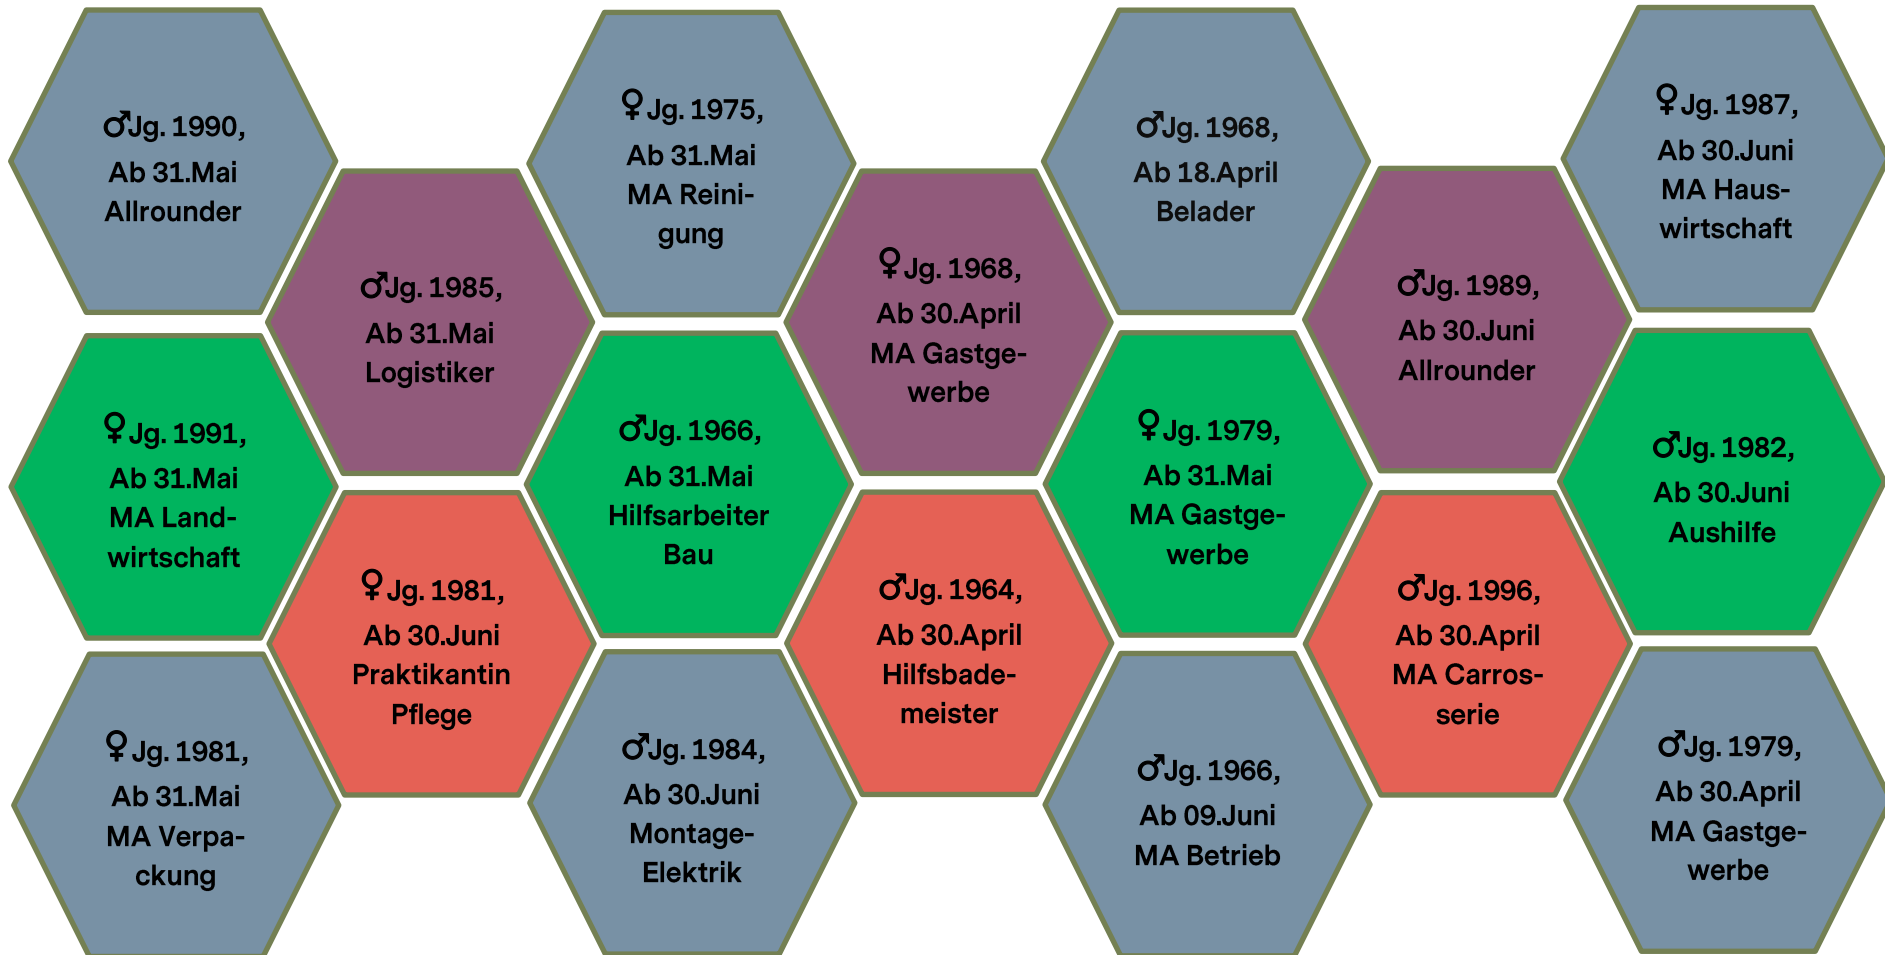 ♂Jg. 1990,
Ab 31.Mai
Allrounder
♀Jg. 1975,
Ab 31.Mai
MA Reini-
gung
♂Jg. 1968,
Ab 18.April
Belader
♀Jg. 1987,
Ab 30.Juni
MA Haus-
wirtschaft
♂Jg. 1985,
Ab 31.Mai
Logistiker
♀Jg. 1968,
Ab 30.April
MA Gastge-
werbe
♂Jg. 1989,
Ab 30.Juni
Allrounder
♀Jg. 1991,
Ab 31.Mai
MA Land-
wirtschaft
♂Jg. 1966,
Ab 31.Mai
Hilfsarbeiter
Bau
♀Jg. 1979,
Ab 31.Mai
MA Gastge-
werbe
♂Jg. 1982,
Ab 30.Juni
Aushilfe
♀Jg. 1981,
Ab 30.Juni
Praktikantin
Pflege
♂Jg. 1964,
Ab 30.April
Hilfsbade-
meister
♂Jg. 1996,
Ab 30.April
MA Carros-
serie
♀Jg. 1981,
Ab 31.Mai
MA Verpa-
ckung
♂Jg. 1984,
Ab 30.Juni
Montage-
Elektrik
♂Jg. 1966,
Ab 09.Juni
MA Betrieb
♂Jg. 1979,
Ab 30.April
MA Gastge-
werbe